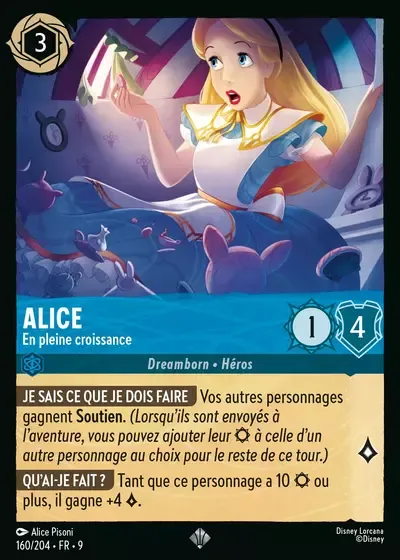 3
ALICE
En pleine croissance
1
4
Dreamborn • Héros
JE SAIS CE QUE JE DOIS FAIRE Vos autres personnages
gagnent Soutien. (Lorsqu'ils sont envoyés à
l'aventure, vous pouvez ajouter leur à celle d'un
autre personnage au choix pour le reste de ce tour.)
QU'AI-JE FAIT ? Tant que ce personnage a 10 ou
plus, il gagne +4 .
Alice Pisoni
160/204 • FR • 9
Disney Lorcana
©Disney